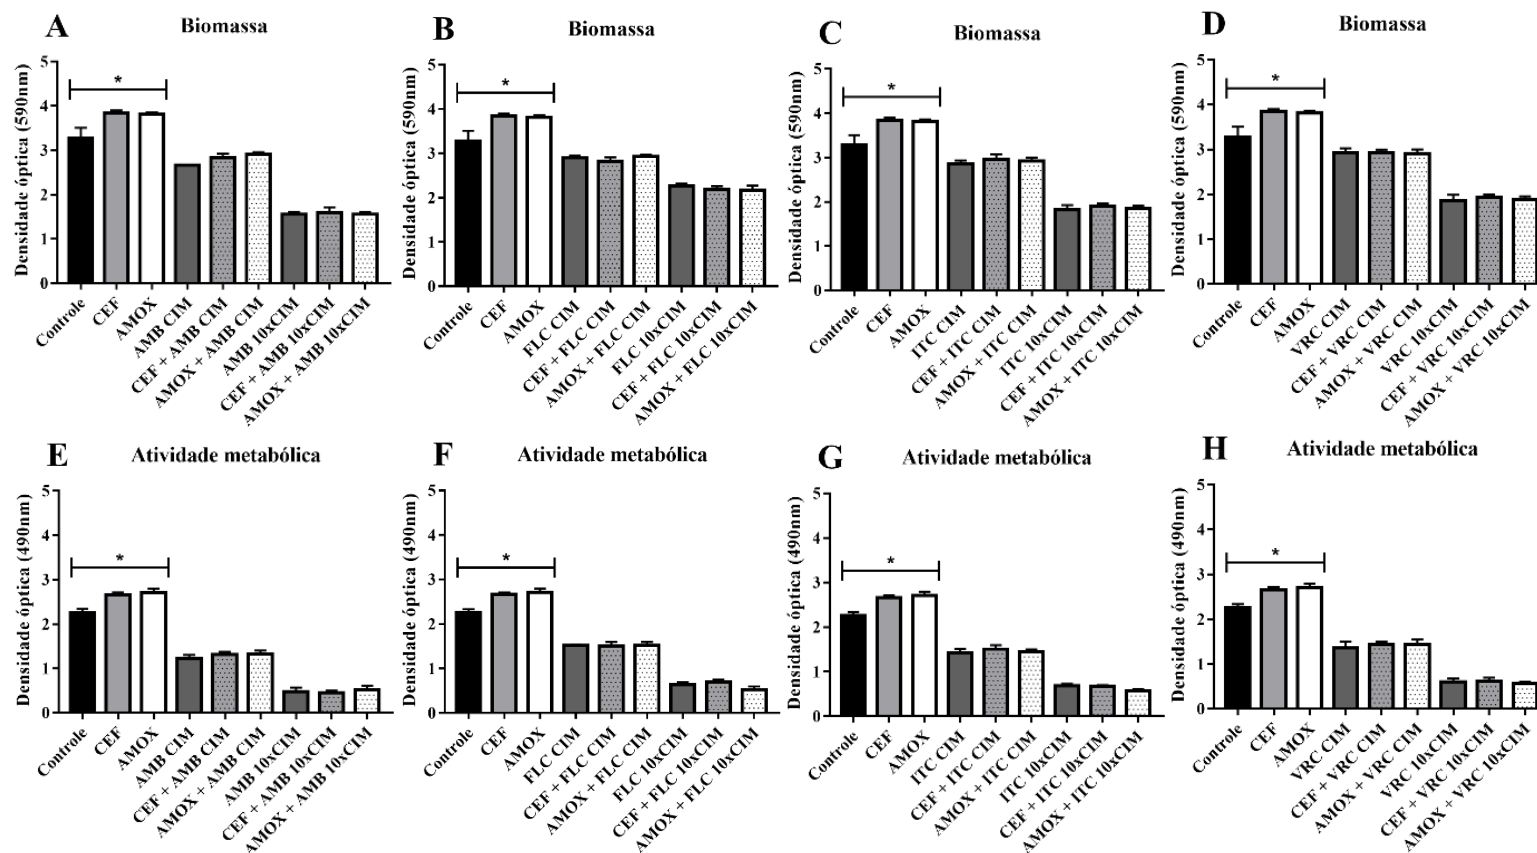 A
Biomassa
Densidade óptica (590nm)
5
4
3
2
1
0
*
Controle
CEF
AMOX
AMB CIM
CEF + AMB CIM
AMOX + AMB CIM
AMB 10xCIM
CEF + AMB 10xCIM
AMOX + AMB 10xCIM
B
Biomassa
Densidade óptica (590nm)
5
4
3
2
1
0
*
Controle
CEF
AMOX
FLC CIM
CEF + FLC CIM
AMOX + FLC CIM
FLC 10xCIM
CEF + FLC 10xCIM
AMOX + FLC 10xCIM
C
Biomassa
Densidade óptica (590nm)
5
4
3
2
1
0
*
Controle
CEF
AMOX
ITC CIM
CEF + ITC CIM
AMOX + ITC CIM
ITC 10xCIM
CEF + ITC 10xCIM
AMOX + ITC 10xCIM
D
Biomassa
Densidade óptica (590nm)
5
4
3
2
1
0
*
Controle
CEF
AMOX
VRC CIM
CEF + VRC CIM
AMOX + VRC CIM
VRC 10xCIM
CEF + VRC 10xCIM
AMOX + VRC 10xCIM
E
Atividade metabólica
Densidade óptica (490nm)
5
4
3
2
1
0
*
Controle
CEF
AMOX
AMB CIM
CEF + AMB CIM
AMOX + AMB CIM
AMB 10xCIM
CEF + AMB 10xCIM
AMOX + AMB 10xCIM
F
Atividade metabólica
Densidade óptica (490nm)
5
4
3
2
1
0
*
Controle
CEF
AMOX
FLC CIM
CEF + FLC CIM
AMOX + FLC CIM
FLC 10xCIM
CEF + FLC 10xCIM
AMOX + FLC 10xCIM
G
Atividade metabólica
Densidade óptica (490nm)
5
4
3
2
1
0
*
Controle
CEF
AMOX
ITC CIM
CEF + ITC CIM
AMOX + ITC CIM
ITC 10xCIM
CEF + ITC 10xCIM
AMOX + ITC 10xCIM
H
Atividade metabólica
Densidade óptica (490nm)
5
4
3
2
1
0
*
Controle
CEF
AMOX
VRC CIM
CEF + VRC CIM
AMOX + VRC CIM
VRC 10xCIM
CEF + VRC 10xCIM
AMOX + VRC 10xCIM